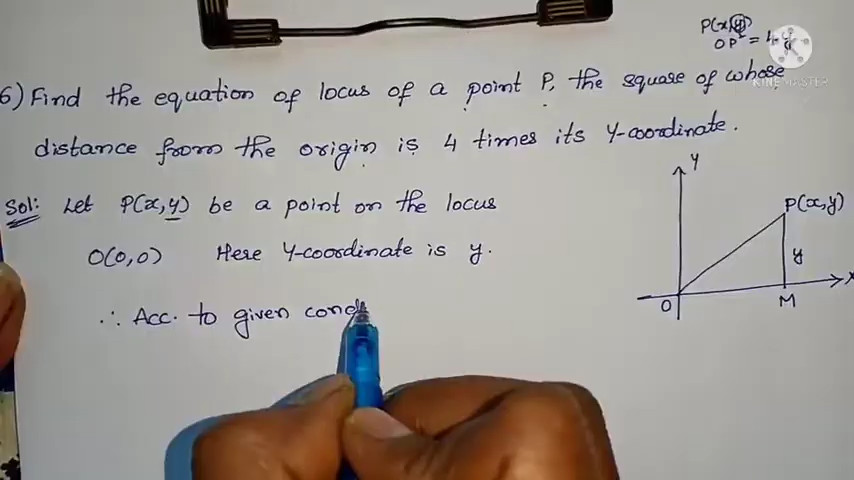 P(x,y)
OP² = 4.y
KINEMASTER
6) Find the equation of locus of a point P, the square of whose
distance from the origin is 4 times its Y-coordinate.
Sol: Let P(x,y) be a point on the locus
O(0,0) Here Y-coordinate is y.
∴ Acc. to given cond
Y
P(x,y)
y
O M X